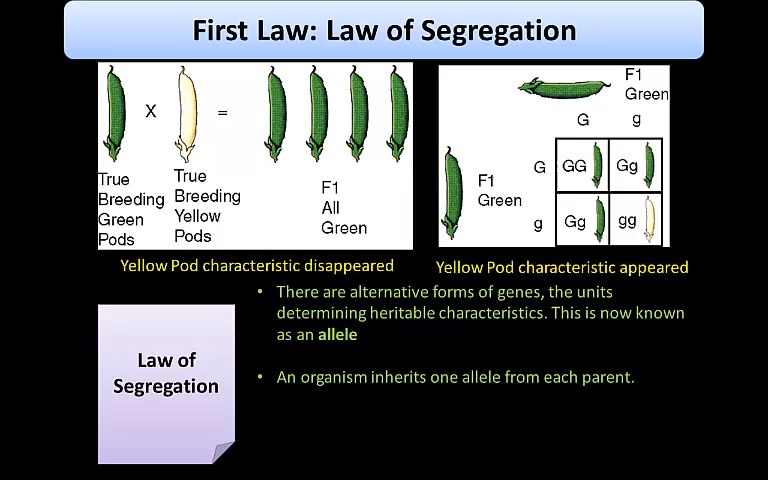 First Law: Law of Segregation
X
=
True
Breeding
Green
Pods
True
Breeding
Yellow
Pods
F1
All
Green
F1
Green
G g
F1
Green
G GG Gg
g Gg gg
Yellow Pod characteristic disappeared
Yellow Pod characteristic appeared
Law of
Segregation
• There are alternative forms of genes, the units
determining heritable characteristics. This is now known
as an allele
• An organism inherits one allele from each parent.